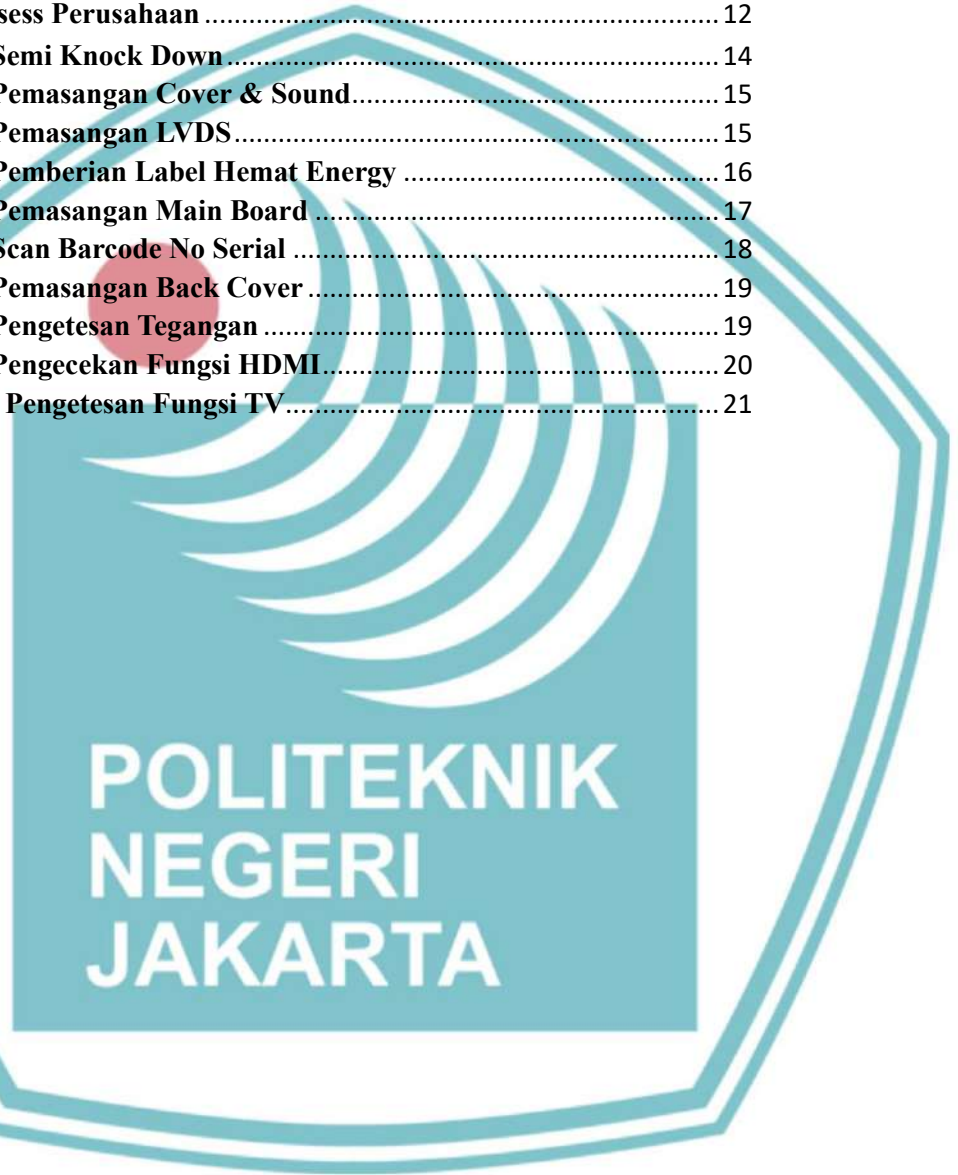 sess Perusahaan ........ 12
Semi Knock Down ........ 14
Pemasangan Cover & Sound ........ 15
Pemasangan LVDS ........ 15
Pemberian Label Hemat Energy ........ 16
Pemasangan Main Board ........ 17
Scan Barcode No Serial ........ 18
Pemasangan Back Cover ........ 19
Pengetesan Tegangan ........ 19
Pengecekan Fungsi HDMI ........ 20
Pengetesan Fungsi TV ........ 21
POLITEKNIK
NEGERI
JAKARTA